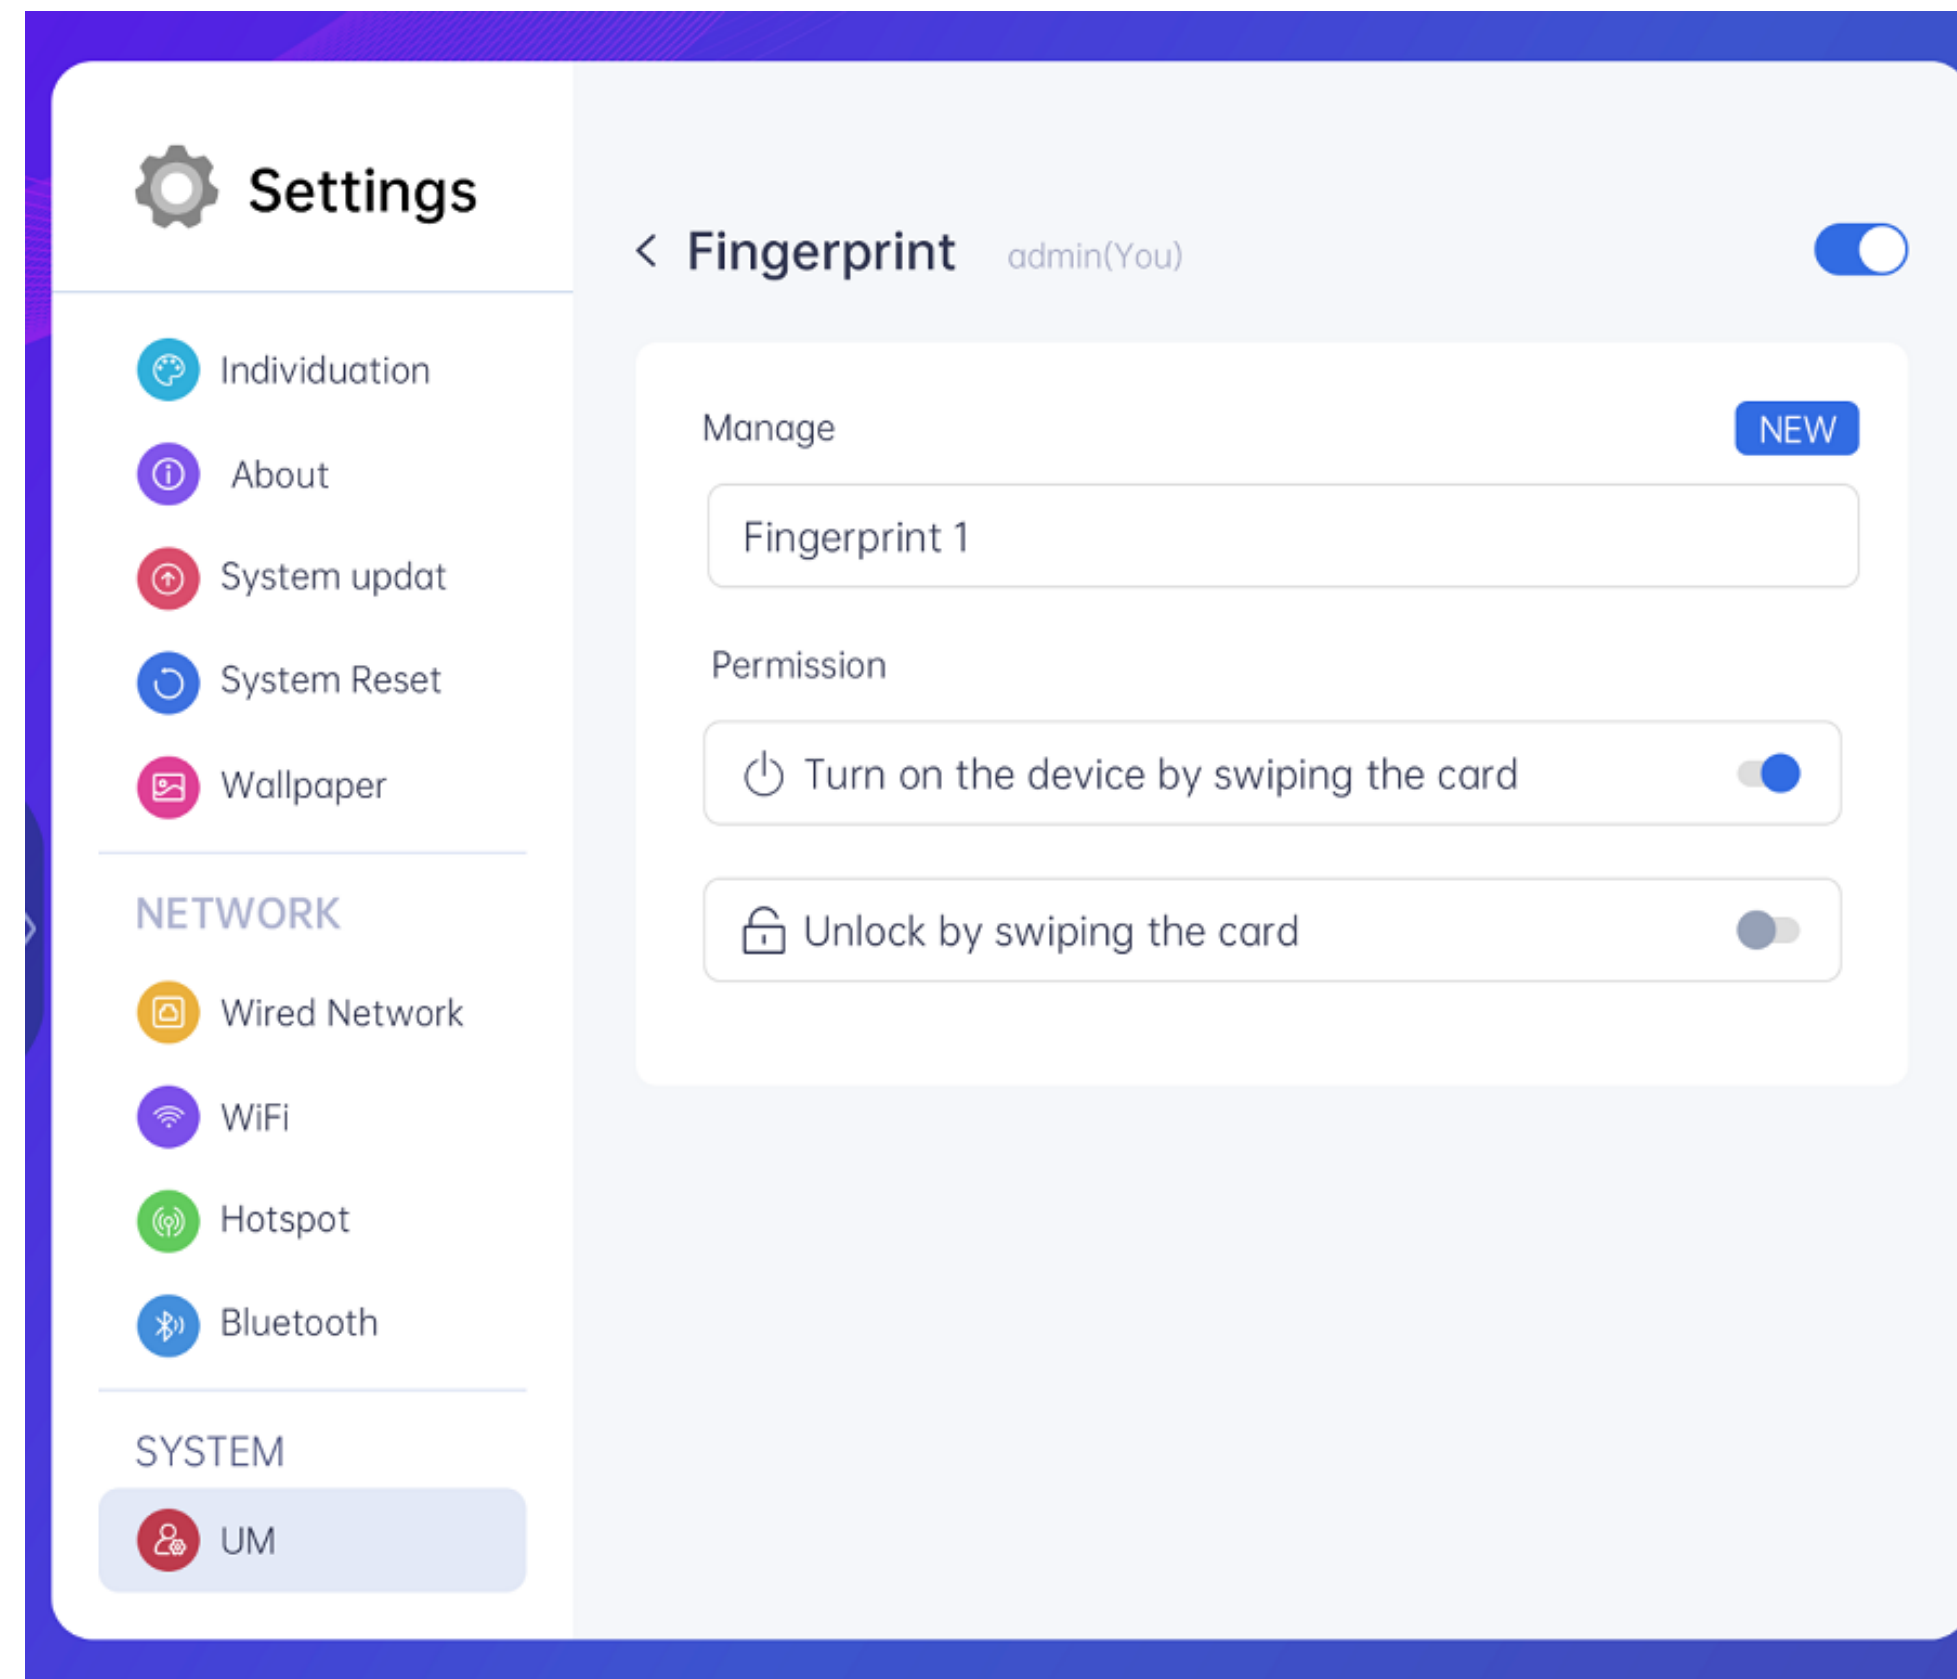 Settings
Individuation
About
System updat
System Reset
Wallpaper
NETWORK
Wired Network
WiFi
Hotspot
Bluetooth
SYSTEM
UM
Fingerprint admin(You)
Manage NEW
Fingerprint 1
Permission
Turn on the device by swiping the card
Unlock by swiping the card